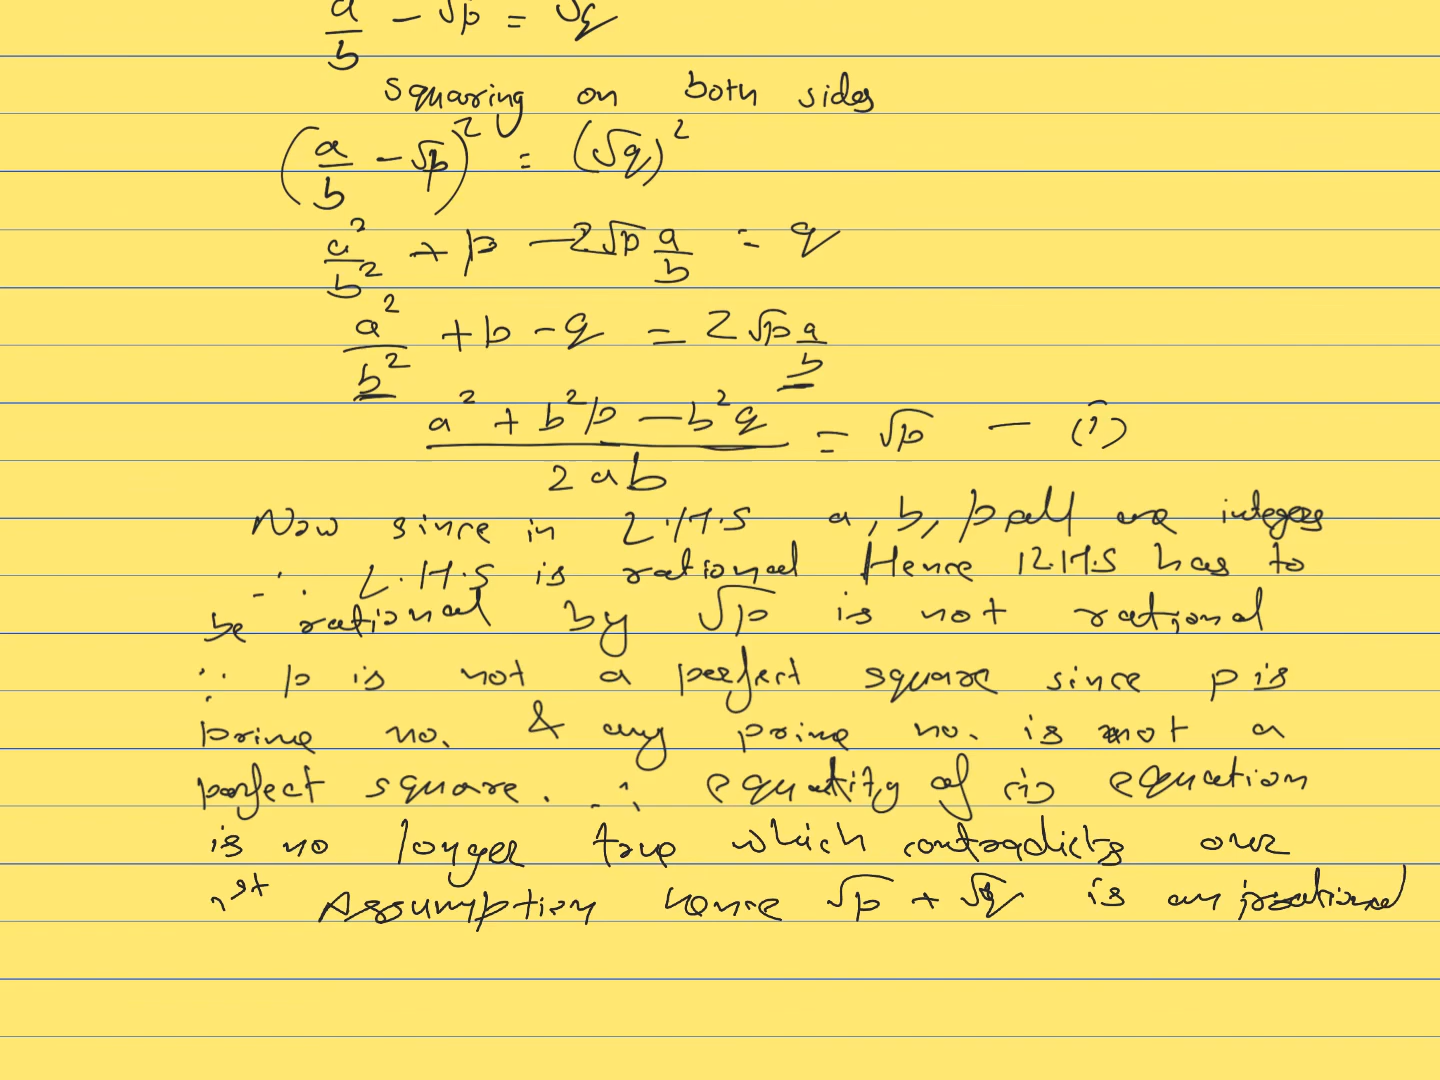 a/b - √p = √q
squaring on both sides
(a/b - √p)² = (√q)²
a²/b² + p - 2√p a/b = q
a²/b² + p - q = 2√p a/b
(a² + b²p - b²q)/2ab = √p - (i)
Now since in L.H.S a, b, p all are integers
∴ L.H.S is rational Hence R.H.S has to
be rational by √p is not rational
∵ p is not a perfect square since p is
prime no. & any prime no. is not a
perfect square. ∴ equality of (i) equation
is no longer true which contradicts our
1st Assumption hence √p + √q is an irrational